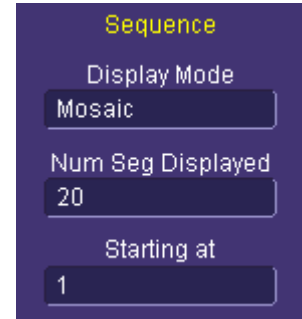 Sequence
Display Mode
Mosaic
Num Seg Displayed
20
Starting at
1